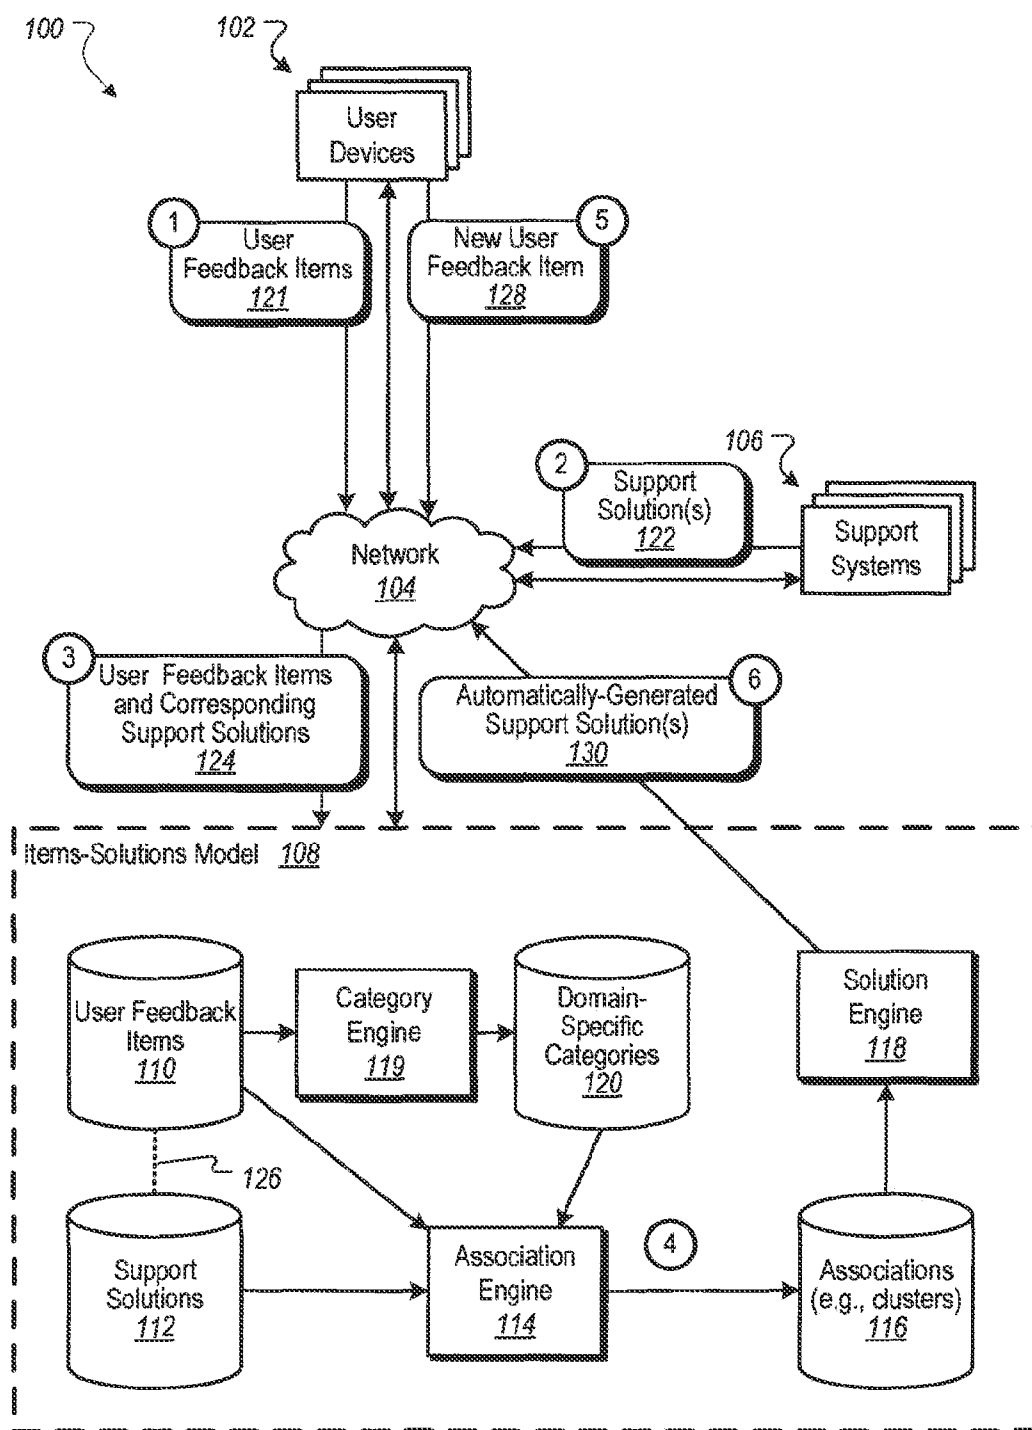 100
102
User
Devices
1
User
Feedback Items
121
5
New User
Feedback Item
128
106
2
Support
Solution(s)
122
Support
Systems
Network
104
3
User Feedback Items
and Corresponding
Support Solutions
124
6
Automatically-Generated
Support Solution(s)
130
Items-Solutions Model 108
User Feedback
Items
110
Category
Engine
119
Domain-
Specific
Categories
120
Solution
Engine
118
126
Support
Solutions
112
Association
Engine
114
4
Associations
(e.g., clusters)
116